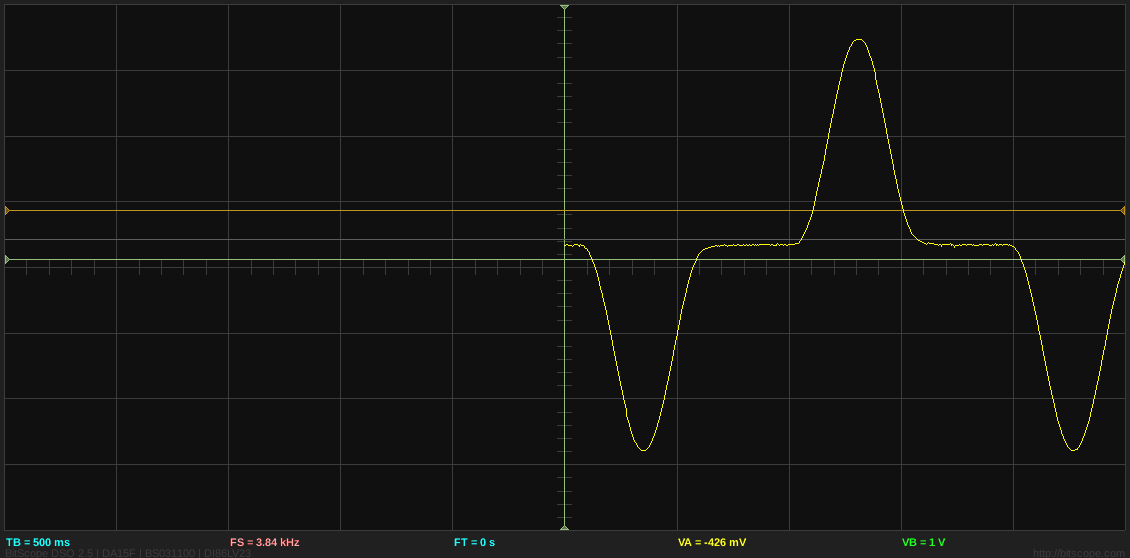 TB = 500 ms FS = 3.84 kHz FT = 0 s VA = -426 mV VB = 1 V
BitScope DSO 2.5 | DA15F | BS031100 | DI86LV23 http://bitscope.com